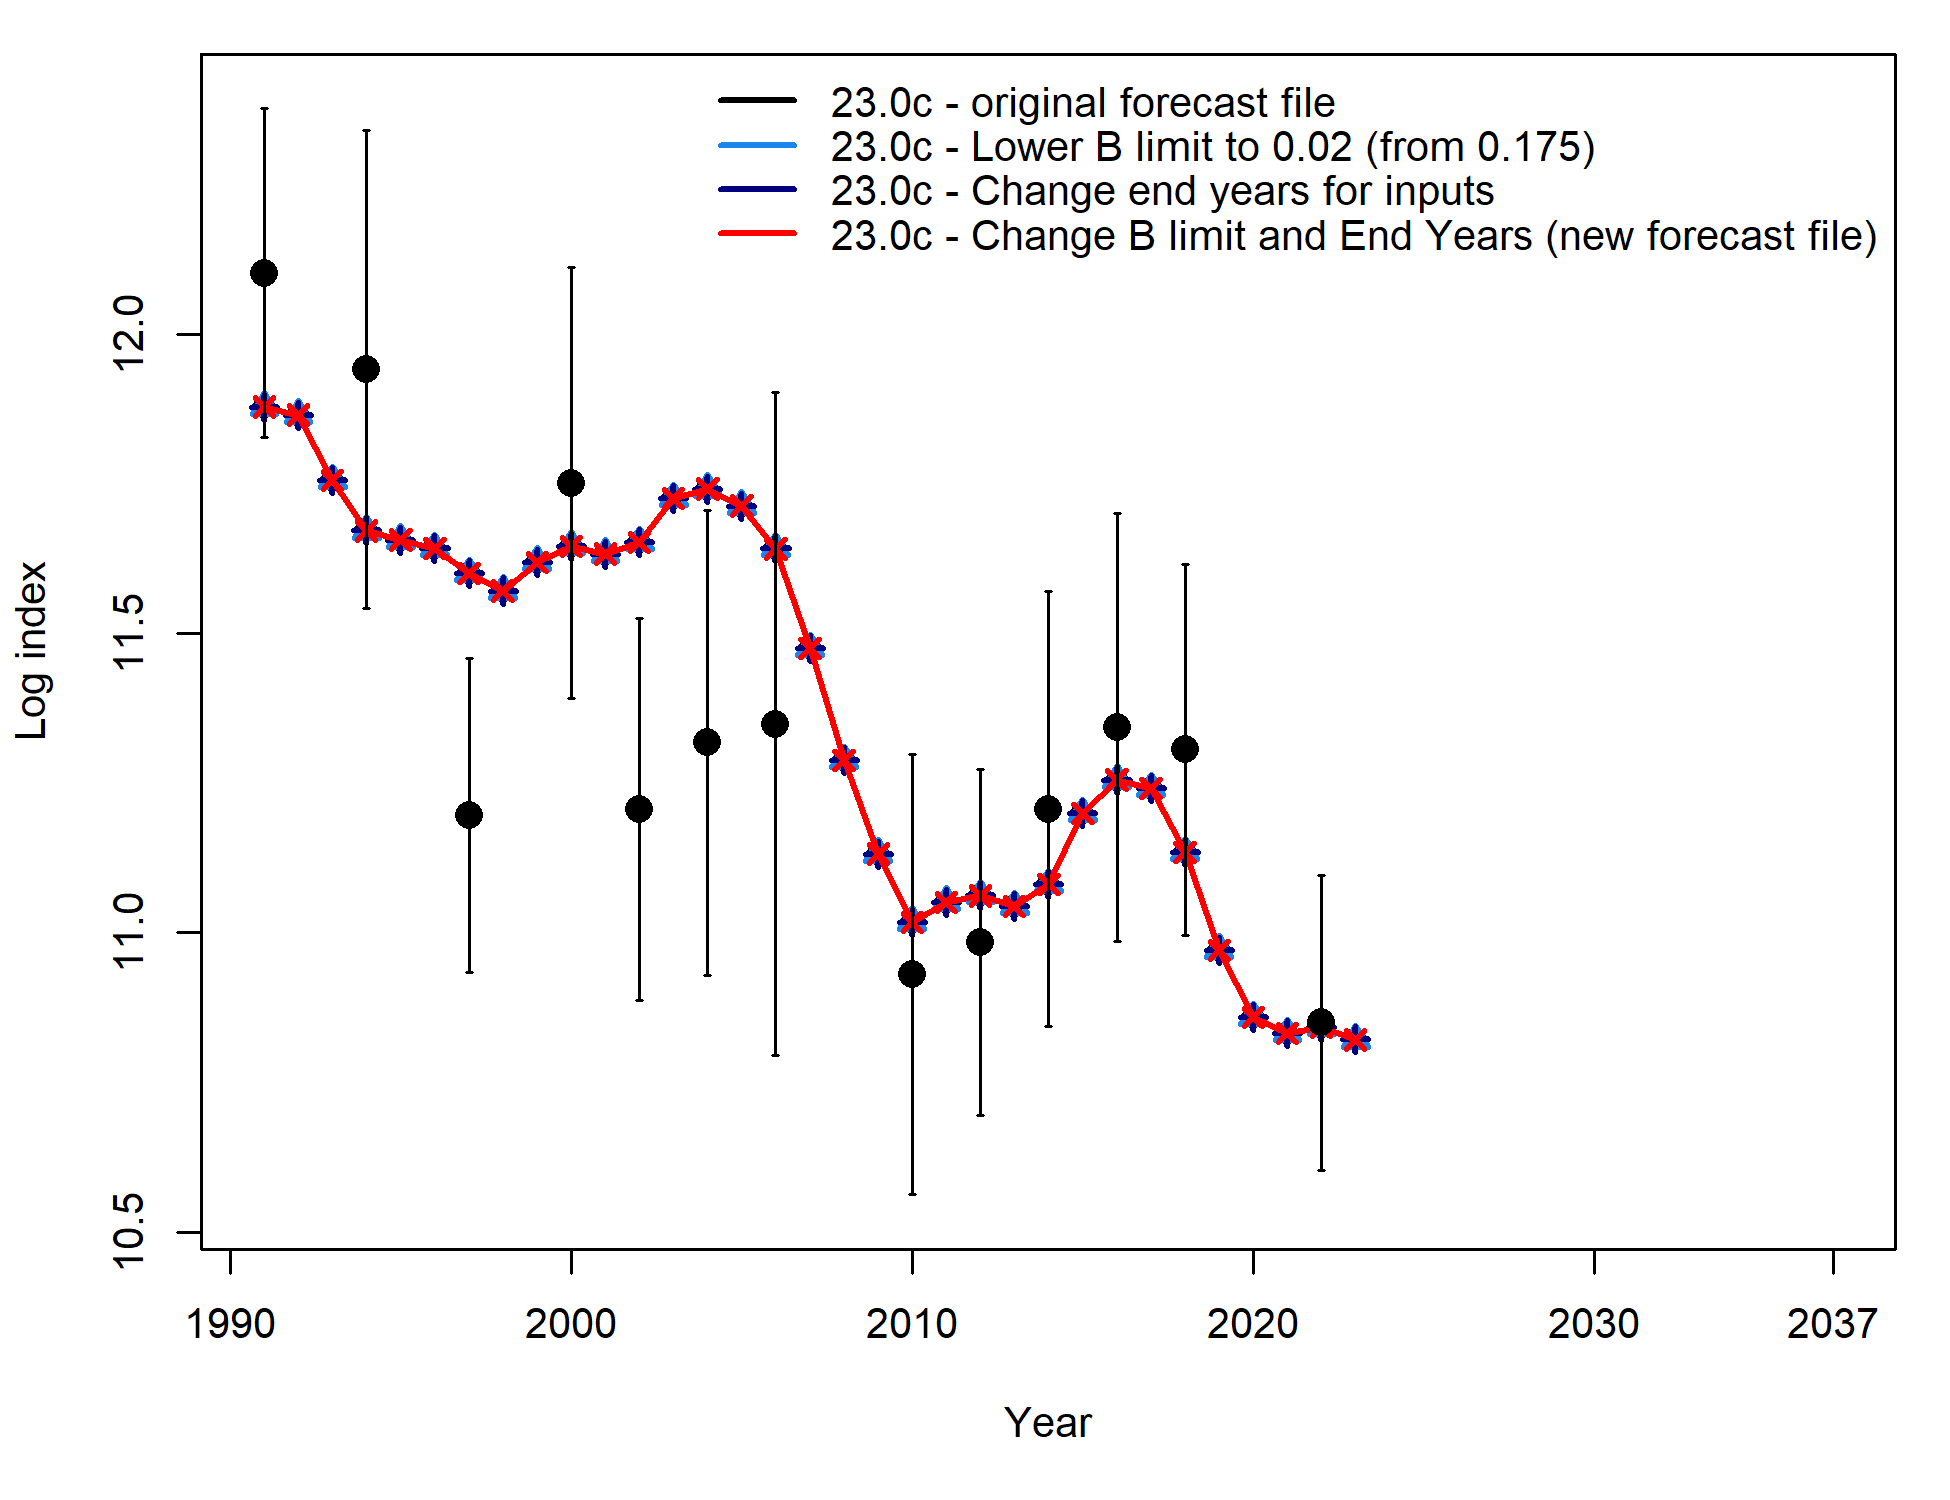 23.0c - original forecast file
23.0c - Lower B limit to 0.02 (from 0.175)
23.0c - Change end years for inputs
23.0c - Change B limit and End Years (new forecast file)
12.0
11.5
11.0
10.5
Log index
1990 2000 2010 2020 2030 2037
Year